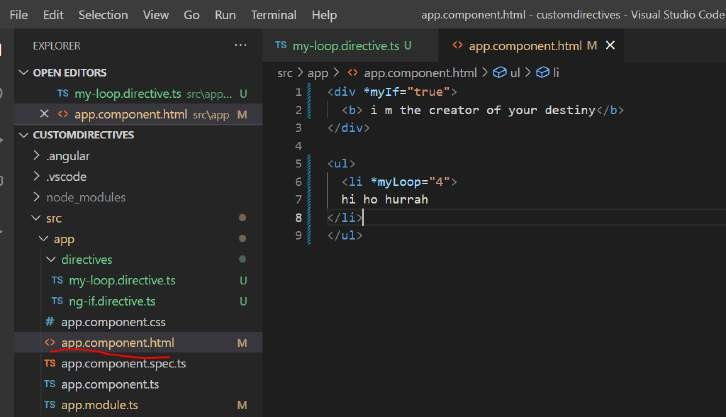 File Edit Selection View Go Run Terminal Help app.component.html - customdirectives - Visual Studio Code
EXPLORER ···
TS my-loop.directive.ts U <> app.component.html M ×
OPEN EDITORS
TS my-loop.directive.ts src\app... U
× <> app.component.html src\app M
CUSTOMDIRECTIVES
.angular
.vscode
node_modules
src
app
directives
TS my-loop.directive.ts U
TS ng-if.directive.ts U
# app.component.css
<> app.component.html M
TS app.component.spec.ts
TS app.component.ts
TS app.module.ts M
src > app > <> app.component.html > ul > li
1 <div *myIf="true">
2 <b> i m the creator of your destiny</b>
3 </div>
4
5 <ul>
6 <li *myLoop="4">
7 hi ho hurrah
8 </li>
9 </ul>